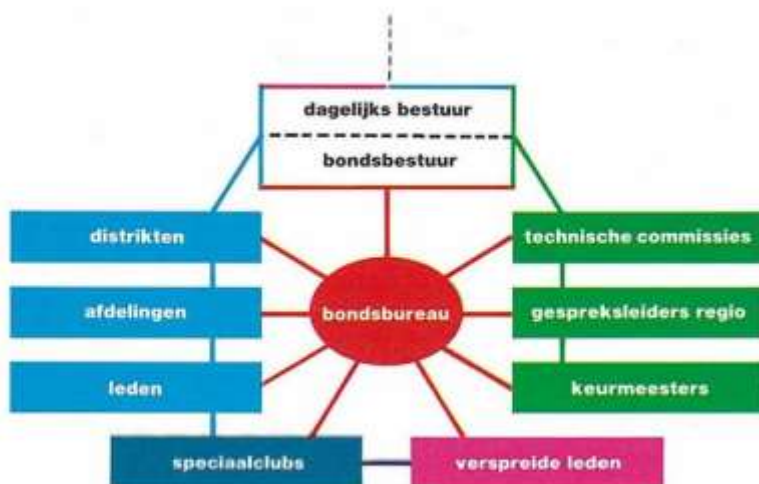 dagelijks bestuur
bondsbestuur
distrikten
technische commissies
bondsbureau
afdelingen
gespreksleiders regio
leden
keurmeesters
speciaalclubs
verspreide leden